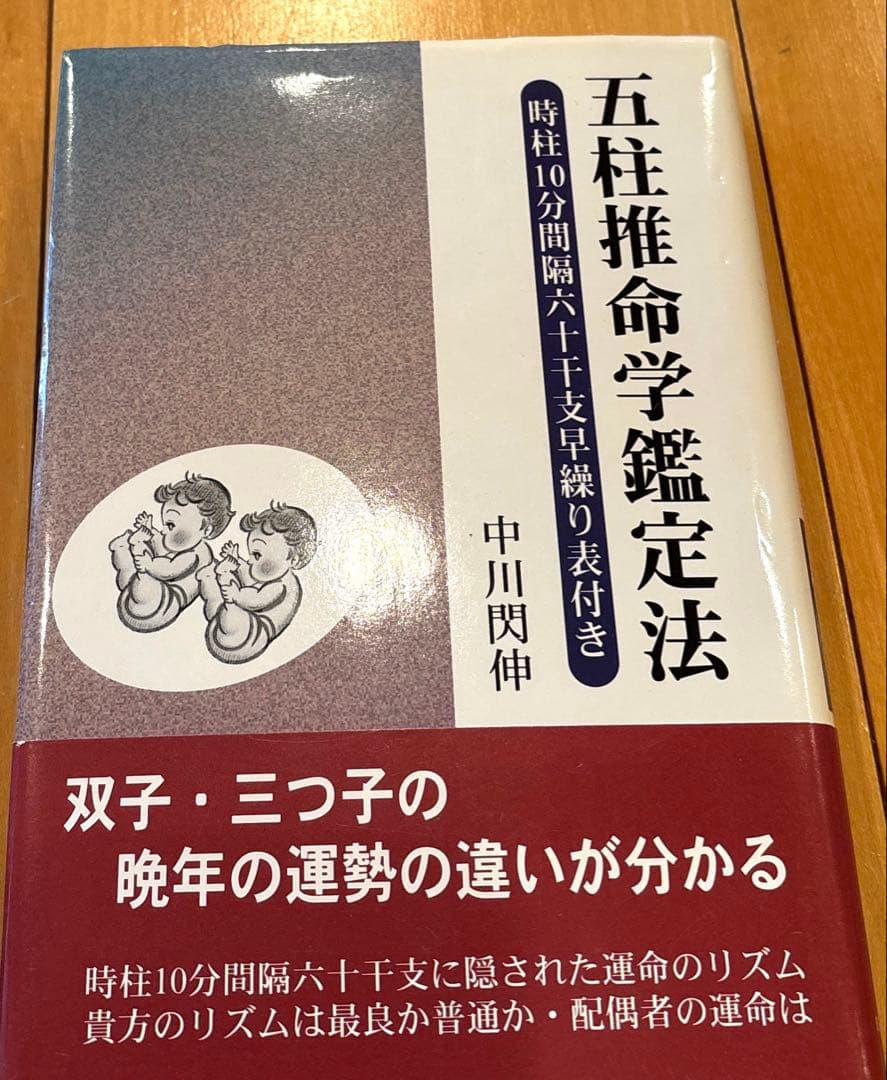 五柱推命学鑑定法
時柱10分間隔六十干支早繰り表付き
中川閃伸
双子・三つ子の
晩年の運勢の違いが分かる
時柱10分間隔六十干支に隠された運命のリズム
貴方のリズムは最良か普通か・配偶者の運命は